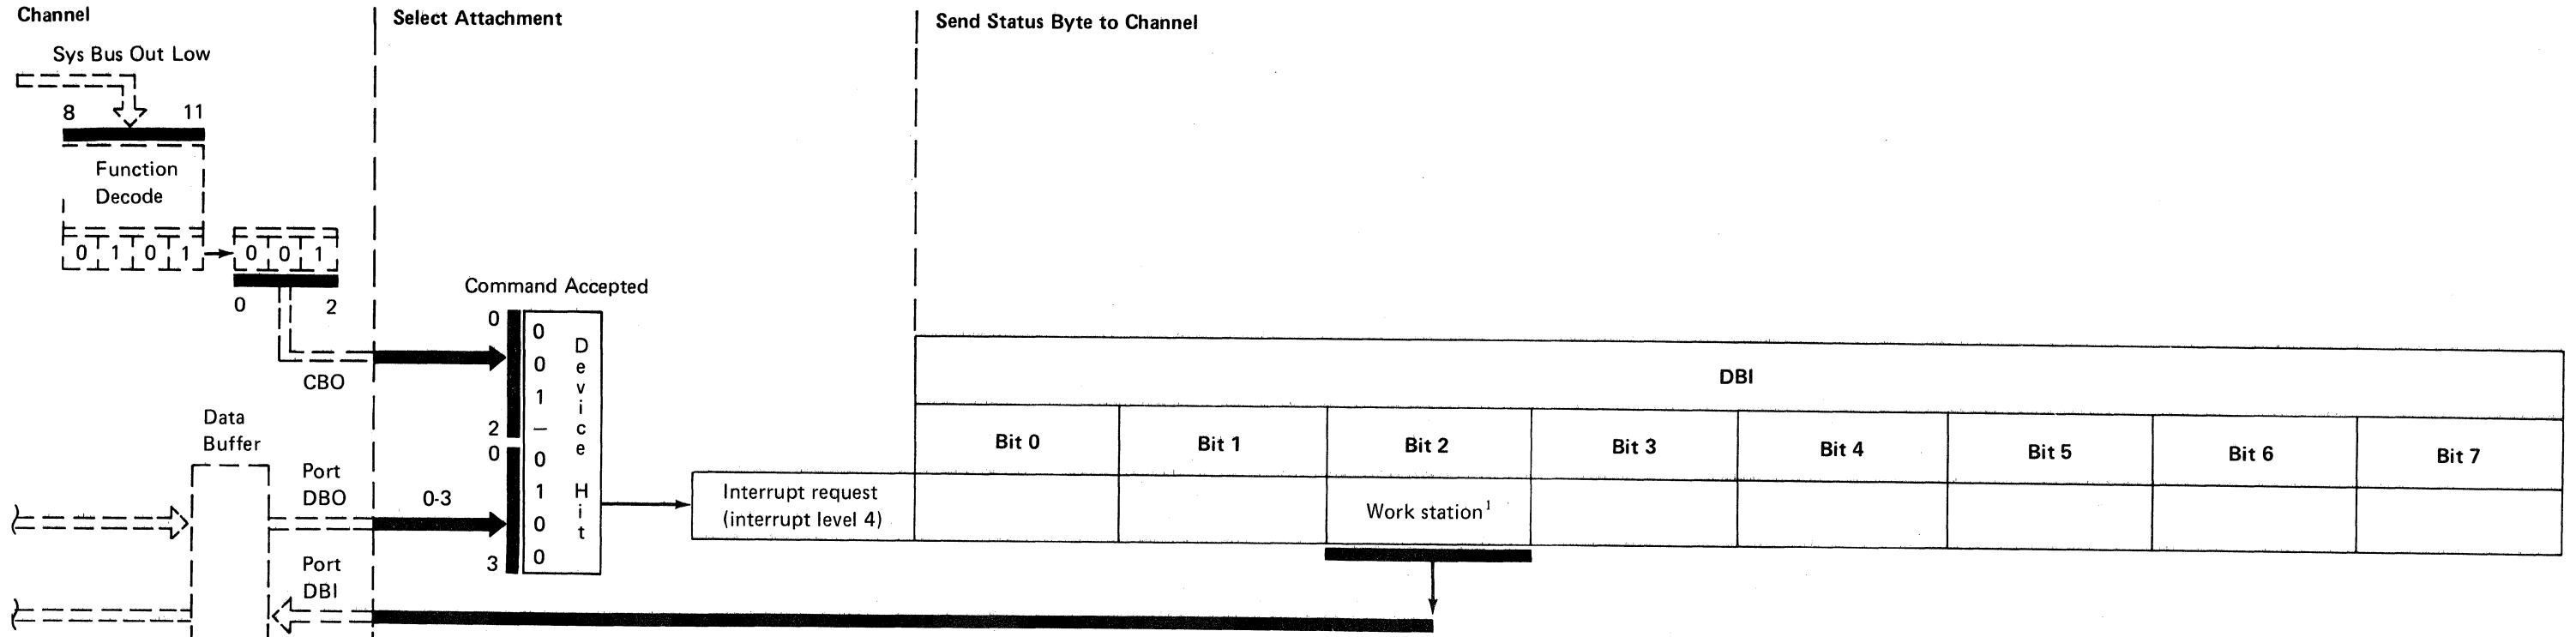 Channel
Select Attachment
Send Status Byte to Channel
Sys Bus Out Low
8 11
Function
Decode
0 1 0 1 0 0 1
0 2
CBO
Command Accepted
0
2
0
3
0
0
1
—
0
1
0
0
Device Hit
Data
Buffer
Port
DBO
0-3
Port
DBI
Interrupt request
(interrupt level 4)
DBI
Bit 0 Bit 1 Bit 2 Bit 3 Bit 4 Bit 5 Bit 6 Bit 7
Work station¹